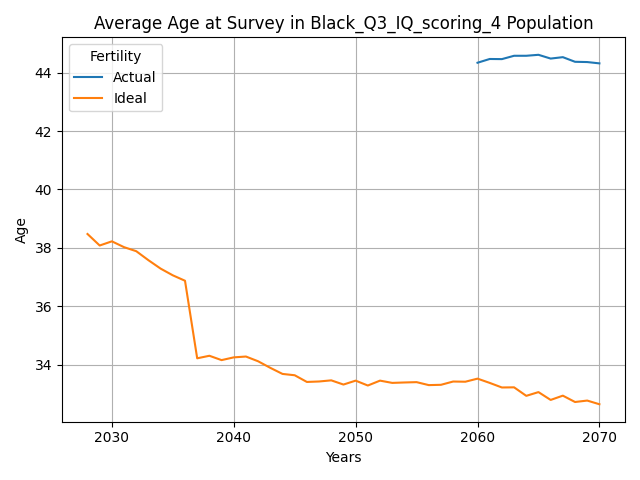 Average Age at Survey in Black_Q3_IQ_scoring_4 Population
Fertility
Actual
Ideal
44
42
40
38
36
34
Age
2030
2040
2050
2060
2070
Years